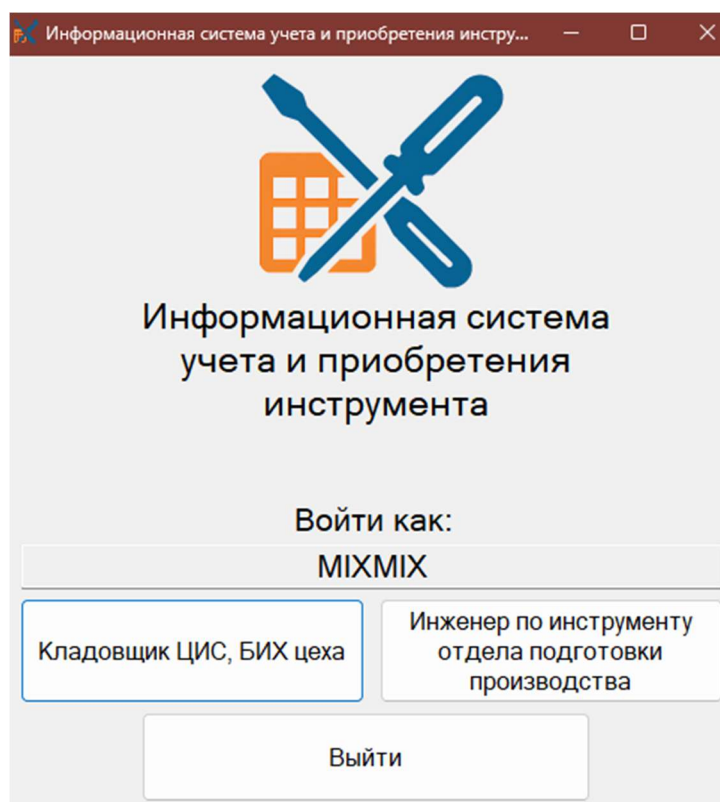 Информационная система учета и приобретения инстру...
Информационная система
учета и приобретения
инструмента
Войти как:
MIXMIX
Кладовщик ЦИС, БИХ цеха
Инженер по инструменту
отдела подготовки
производства
Выйти